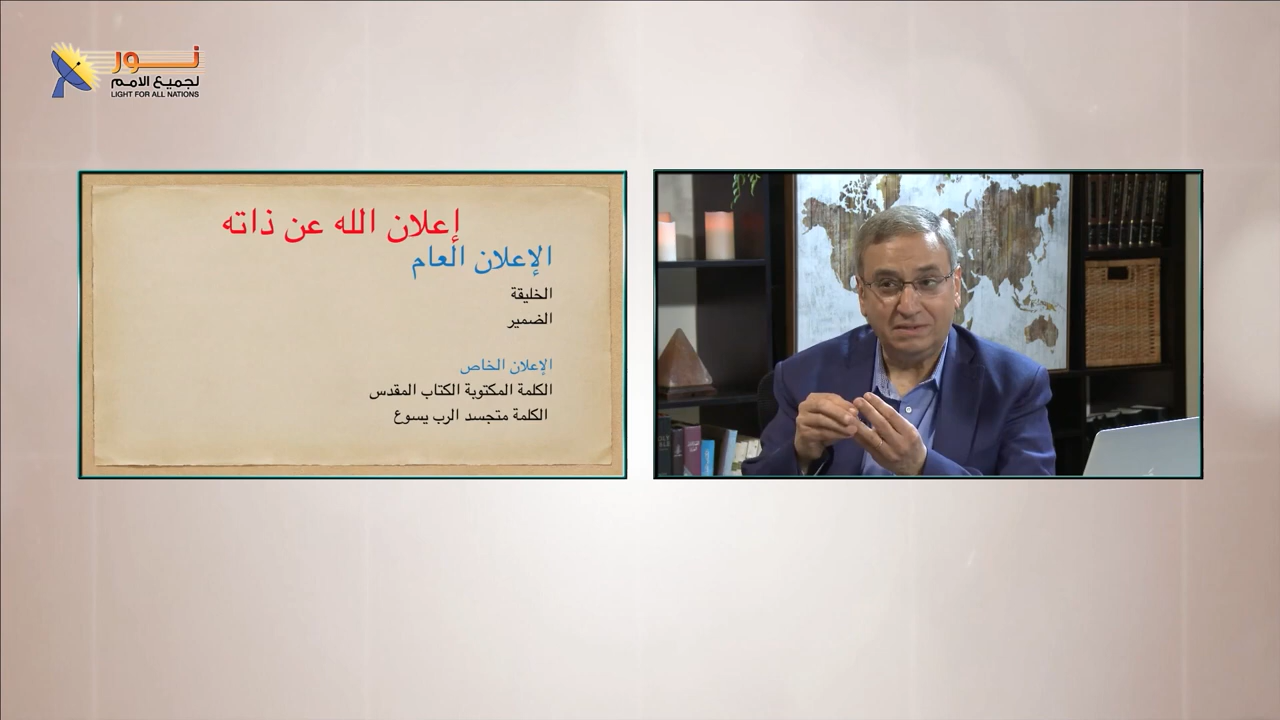 نور
لجميع الامم
LIGHT FOR ALL NATIONS
إعلان الله عن ذاته
الإعلان العام
الخليقة
الضمير
الإعلان الخاص
الكلمة المكتوبة الكتاب المقدس
الكلمة متجسد الرب يسوع